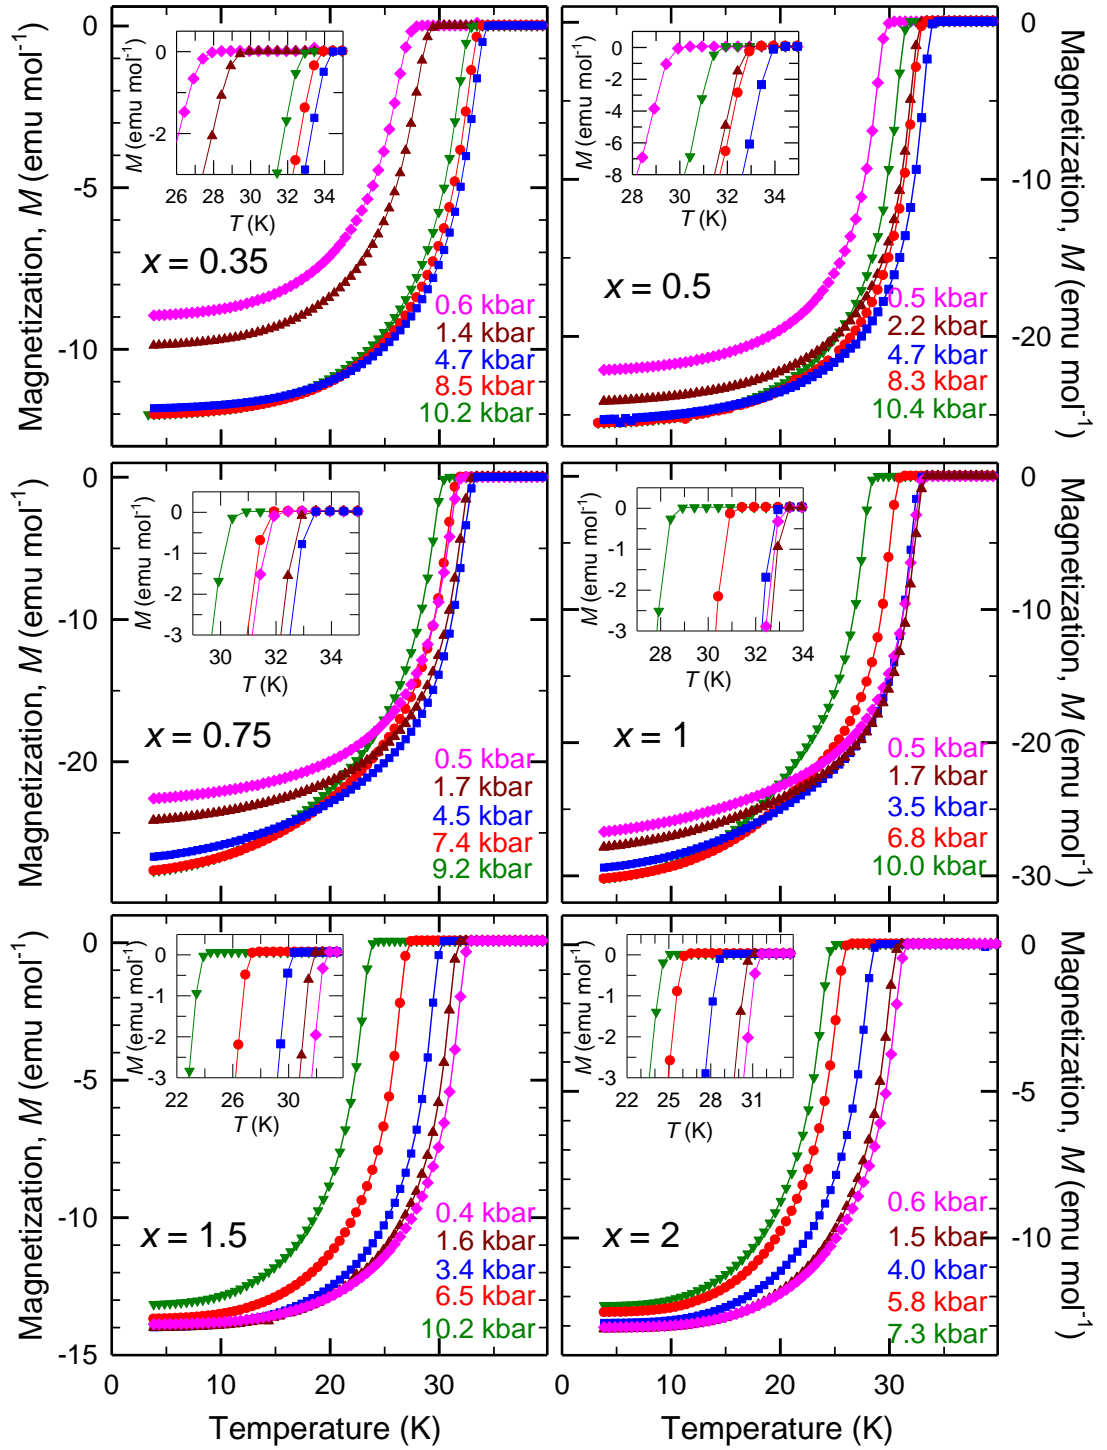 Magnetization, M (emu mol-1)
0
-5
-10
0
-2
M (emu mol-1)
26 28 30 32 34
T (K)
x = 0.35
0.6 kbar
1.4 kbar
4.7 kbar
8.5 kbar
10.2 kbar
0
-2
-4
-6
-8
M (emu mol-1)
28 30 32 34
T (K)
x = 0.5
0.5 kbar
2.2 kbar
4.7 kbar
8.3 kbar
10.4 kbar
0
-10
-20
Magnetization, M (emu mol-1)
Magnetization, M (emu mol-1)
0
-10
-20
0
-1
-2
-3
M (emu mol-1)
30 32 34
T (K)
x = 0.75
0.5 kbar
1.7 kbar
4.5 kbar
7.4 kbar
9.2 kbar
0
-1
-2
-3
M (emu mol-1)
28 30 32 34
T (K)
x = 1
0.5 kbar
1.7 kbar
3.5 kbar
6.8 kbar
10.0 kbar
0
-10
-20
-30
Magnetization, M (emu mol-1)
Magnetization, M (emu mol-1)
0
-5
-10
-15
0
-1
-2
-3
M (emu mol-1)
22 26 30
T (K)
x = 1.5
0.4 kbar
1.6 kbar
3.4 kbar
6.5 kbar
10.2 kbar
0 10 20 30
Temperature (K)
0
-1
-2
-3
M (emu mol-1)
22 25 28 31
T (K)
x = 2
0.6 kbar
1.5 kbar
4.0 kbar
5.8 kbar
7.3 kbar
0
-5
-10
Magnetization, M (emu mol-1)
0 10 20 30
Temperature (K)